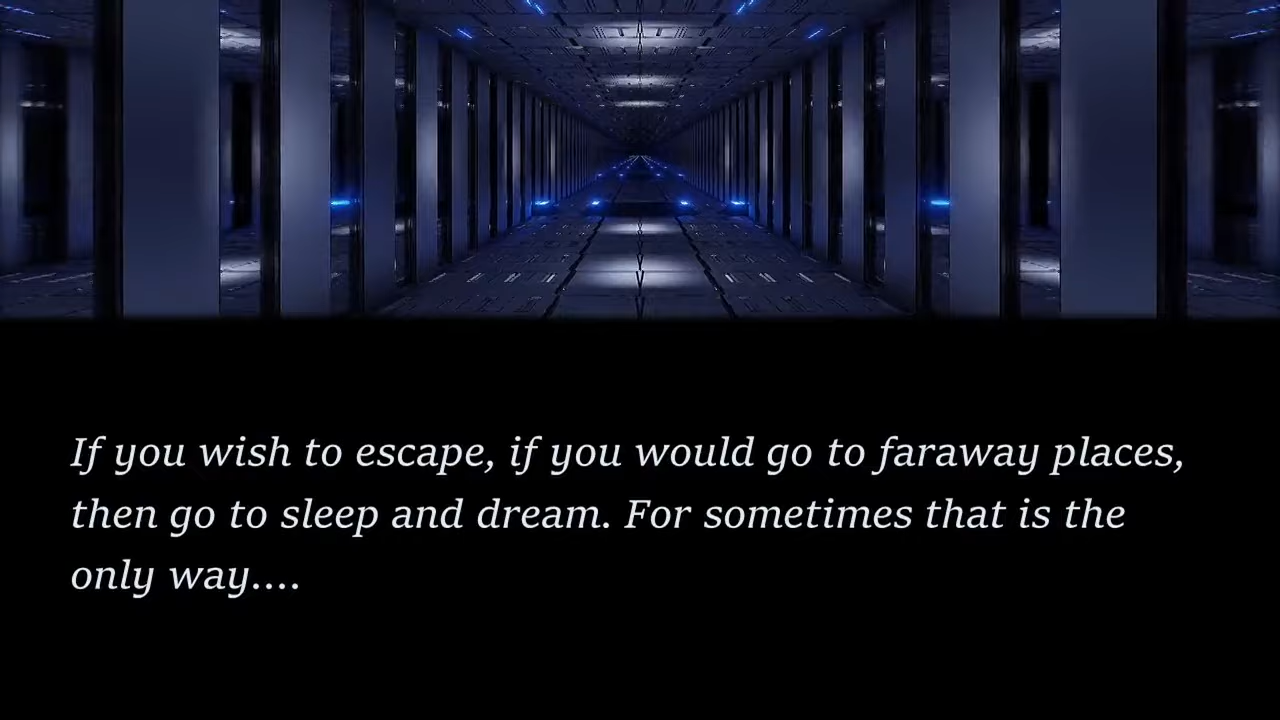 If you wish to escape, if you would go to faraway places,
then go to sleep and dream. For sometimes that is the
only way....